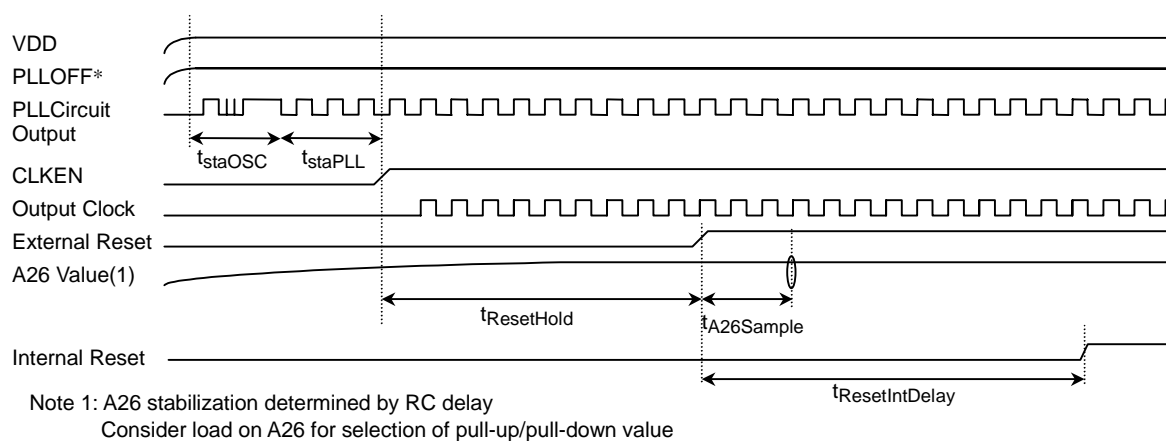 VDD
PLLOFF*
PLLCircuit
Output
tstaOSC
tstaPLL
CLKEN
Output Clock
External Reset
A26 Value(1)
tResetHold
tA26Sample
Internal Reset
tResetIntDelay
Note 1: A26 stabilization determined by RC delay
Consider load on A26 for selection of pull-up/pull-down value